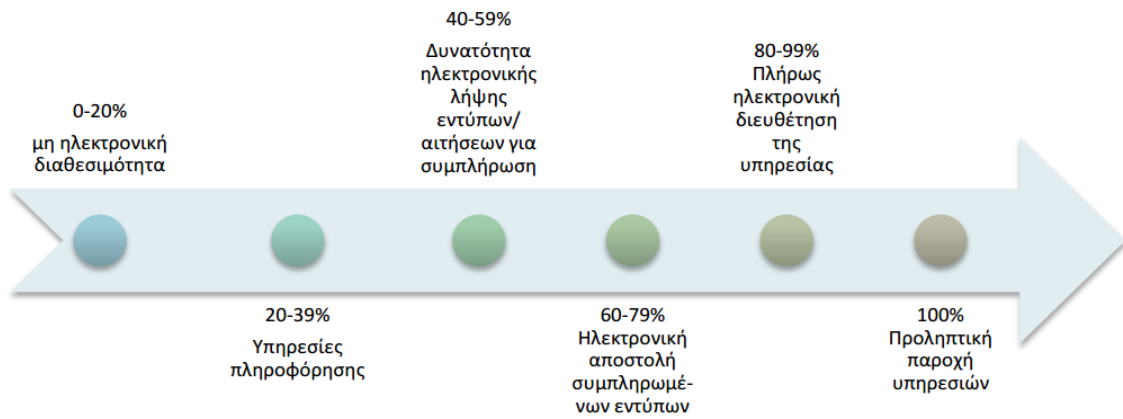 0-20%
μη ηλεκτρονική
διαθεσιμότητα
20-39%
Υπηρεσίες
πληροφόρησης
40-59%
Δυνατότητα
ηλεκτρονικής
λήψης
εντύπων/
αιτήσεων για
συμπλήρωση
60-79%
Ηλεκτρονική
αποστολή
συμπληρωμέ-
νων εντύπων
80-99%
Πλήρως
ηλεκτρονική
διευθέτηση
της
υπηρεσίας
100%
Προληπτική
παροχή
υπηρεσιών